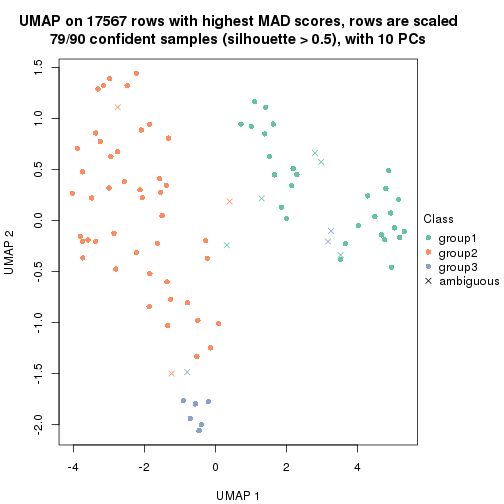 UMAP on 17567 rows with highest MAD scores, rows are scaled
79/90 confident samples (silhouette > 0.5), with 10 PCs
1.5
1.0
0.5
0.0
-0.5
-1.0
-1.5
-2.0
UMAP 2
-4
-2
0
2
4
UMAP 1
Class
group1
group2
group3
ambiguous